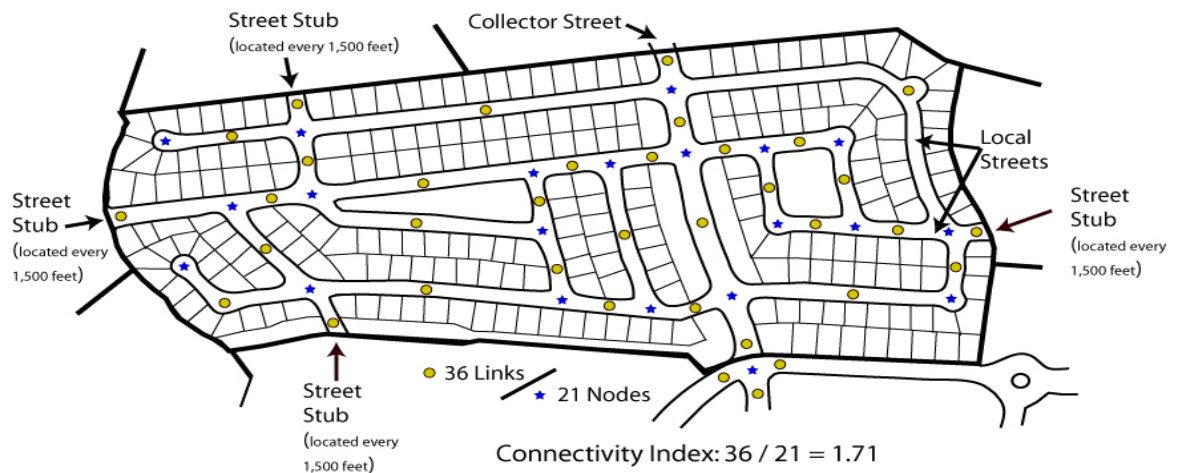 Street Stub
(located every 1,500 feet)
Collector Street
Local
Streets
Street
Stub
(located every
1,500 feet)
Street
Stub
(located every
1,500 feet)
36 Links
21 Nodes
Street
Stub
(located every
1,500 feet)
Connectivity Index: 36 / 21 = 1.71